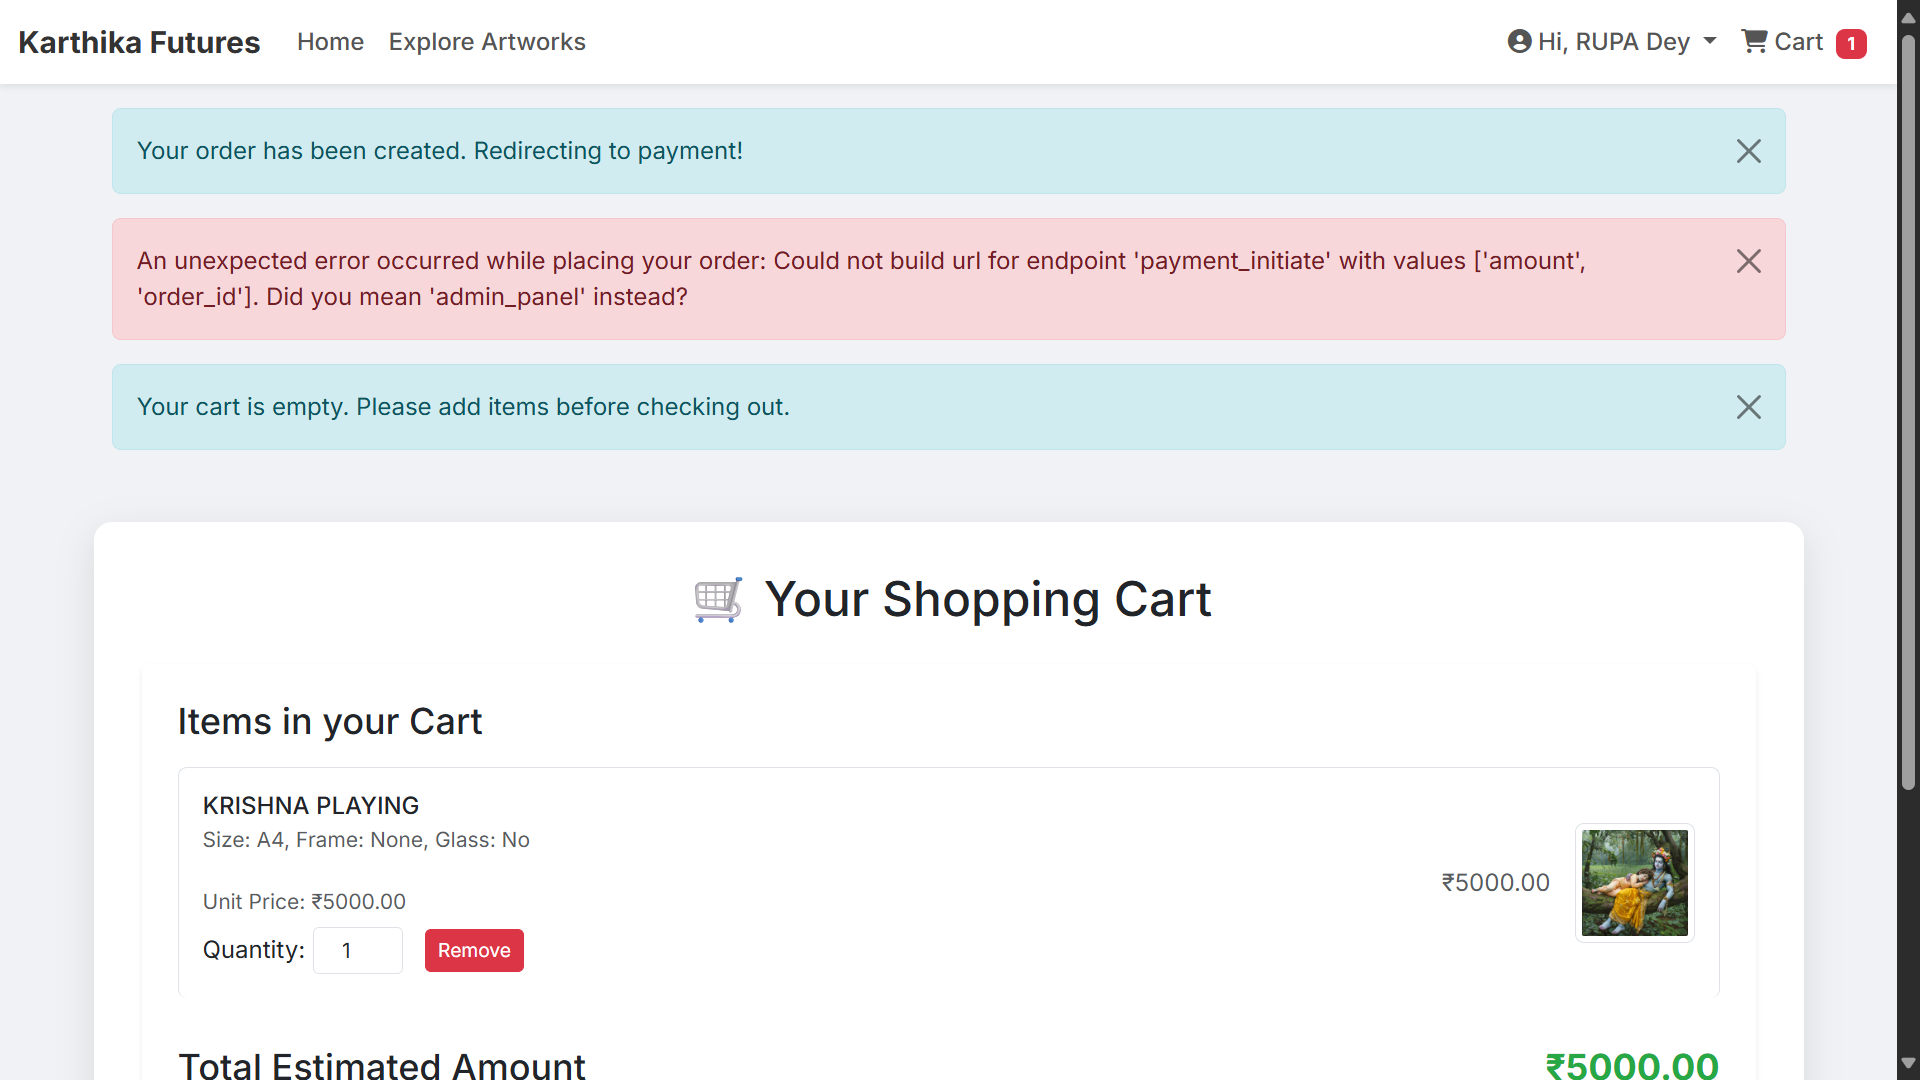 Karthika Futures
Home
Explore Artworks
Hi, RUPA Dey
Cart
1
Your order has been created. Redirecting to payment!
An unexpected error occurred while placing your order: Could not build url for endpoint 'payment_initiate' with values ['amount',
'order_id']. Did you mean 'admin_panel' instead?
Your cart is empty. Please add items before checking out.
Your Shopping Cart
Items in your Cart
KRISHNA PLAYING
Size: A4, Frame: None, Glass: No
Unit Price: ₹5000.00
₹5000.00
Quantity: 1
Remove
Total Estimated Amount
₹5000.00